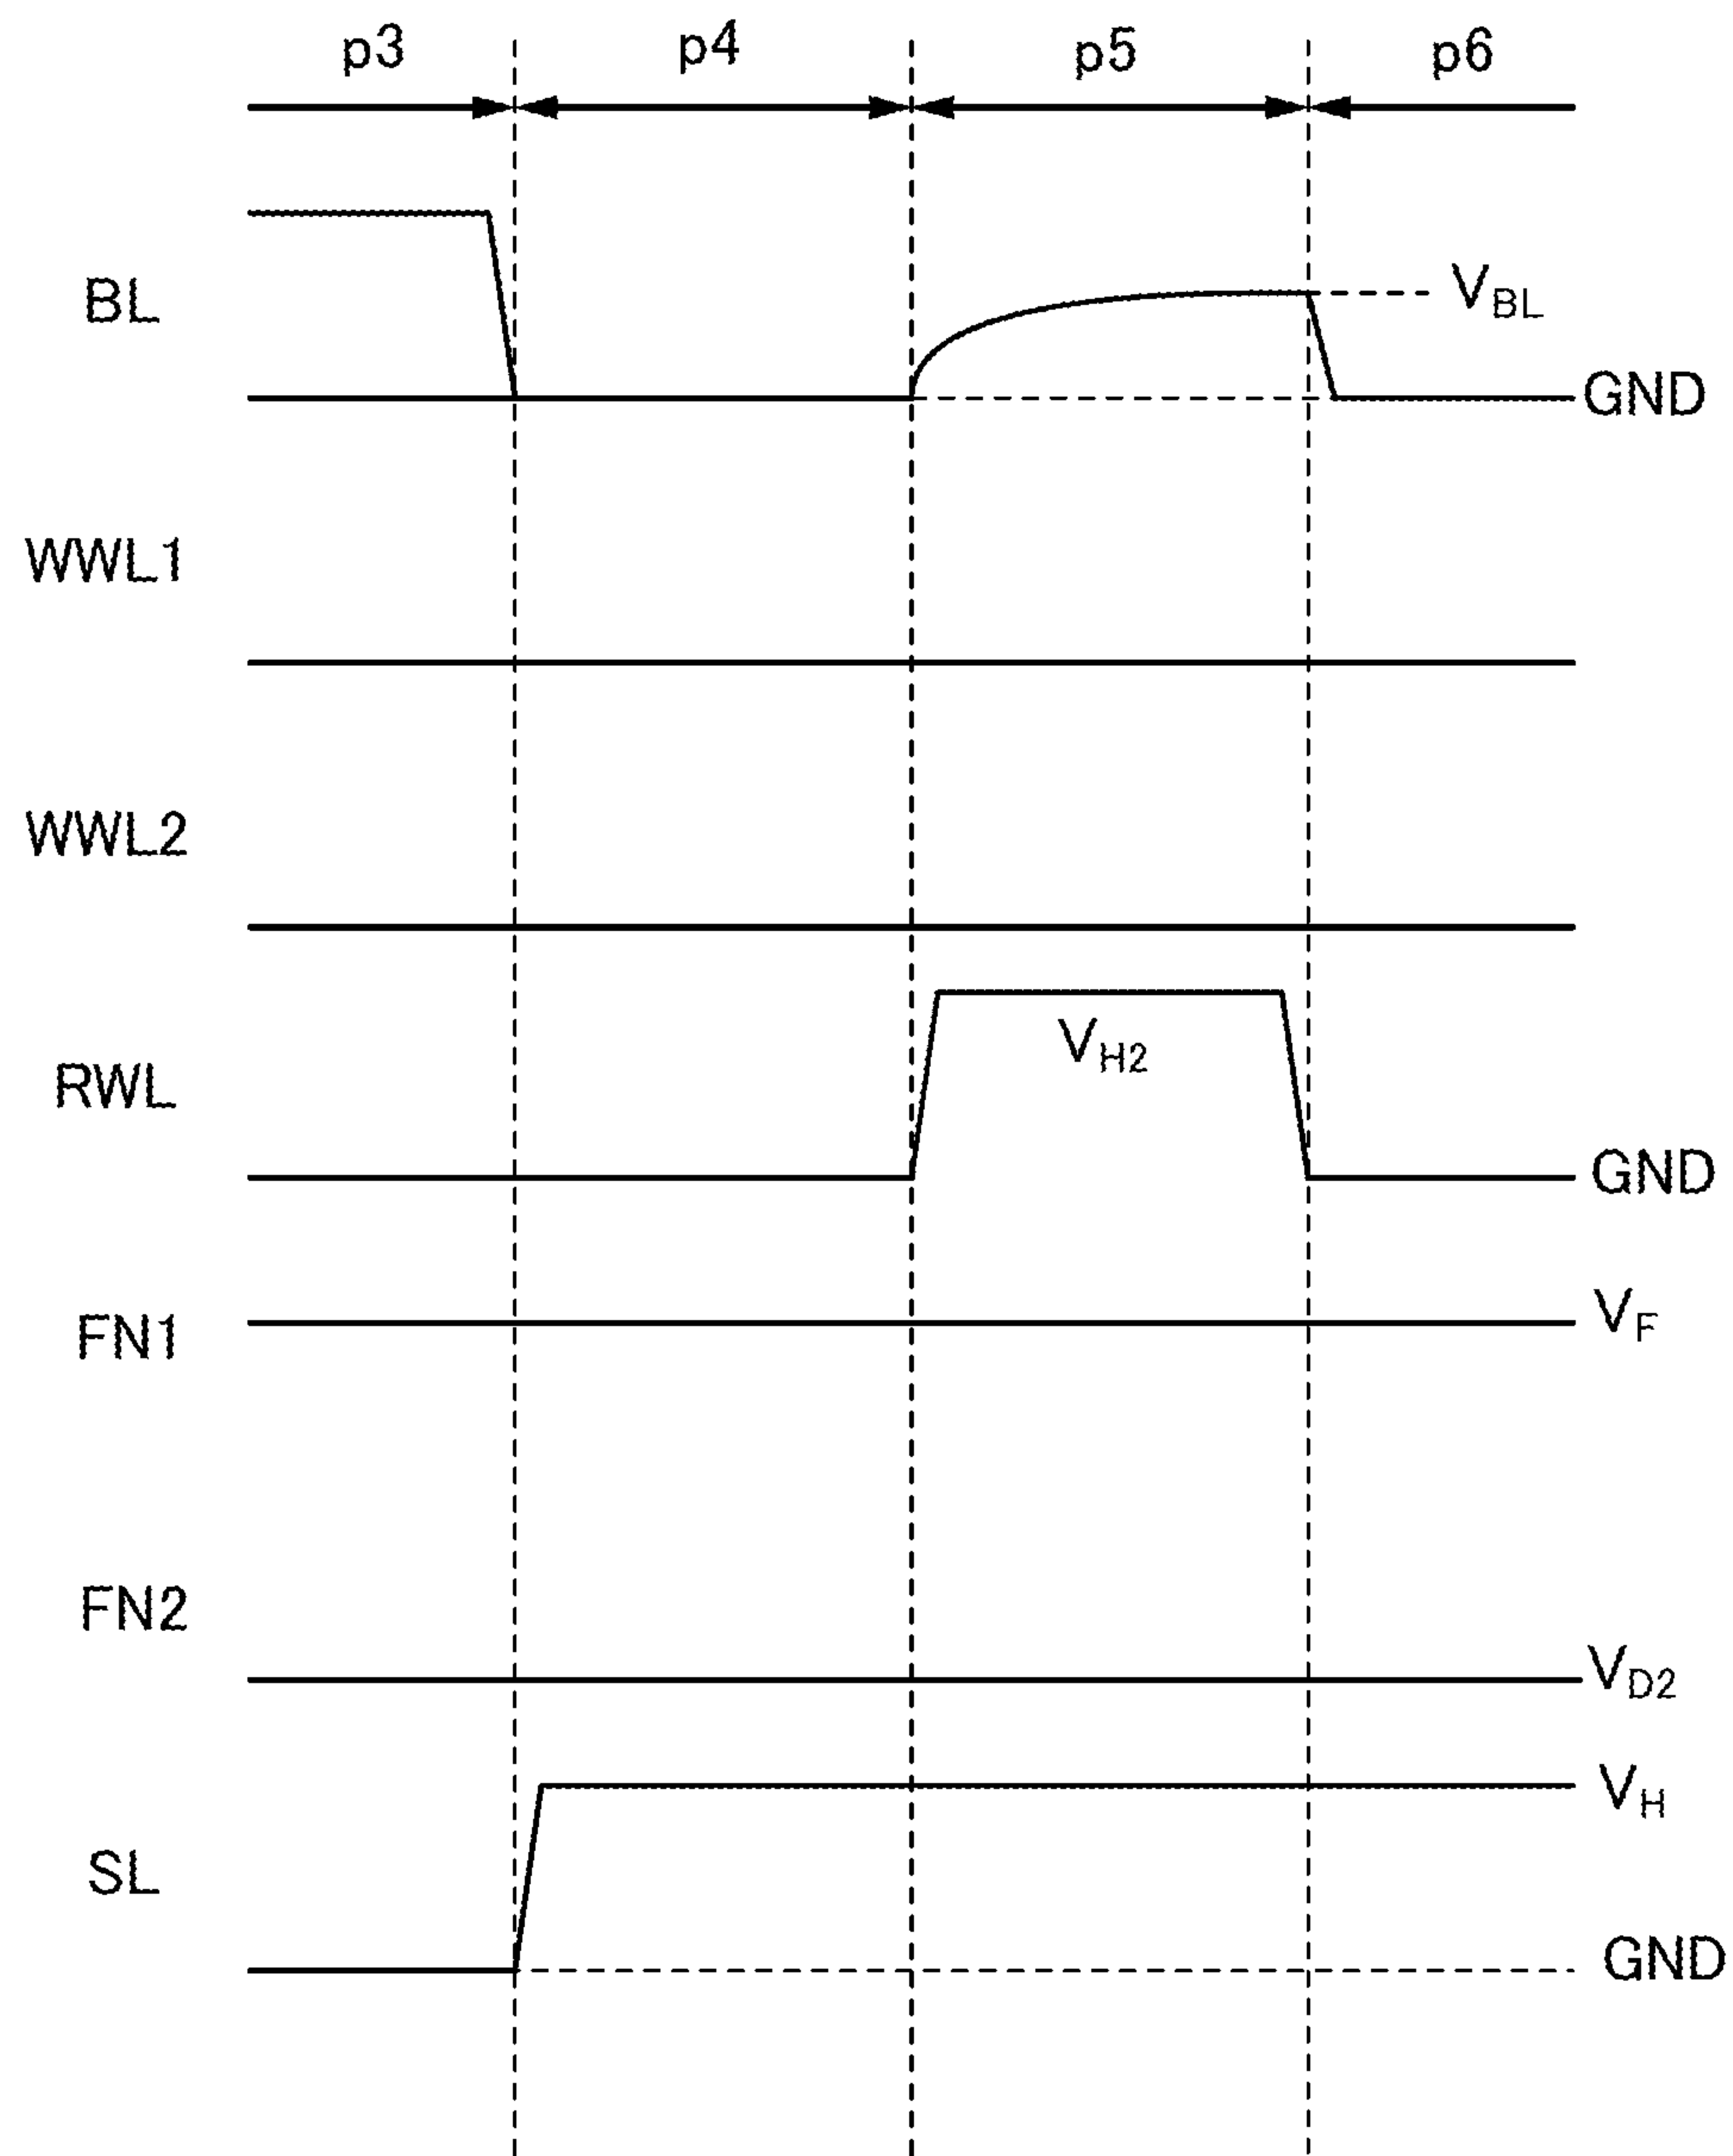 p3 p4 p5 p6
BL
VBL
GND
WWL1
WWL2
RWL
VH2
GND
FN1
VF
FN2
VD2
VH
SL
GND